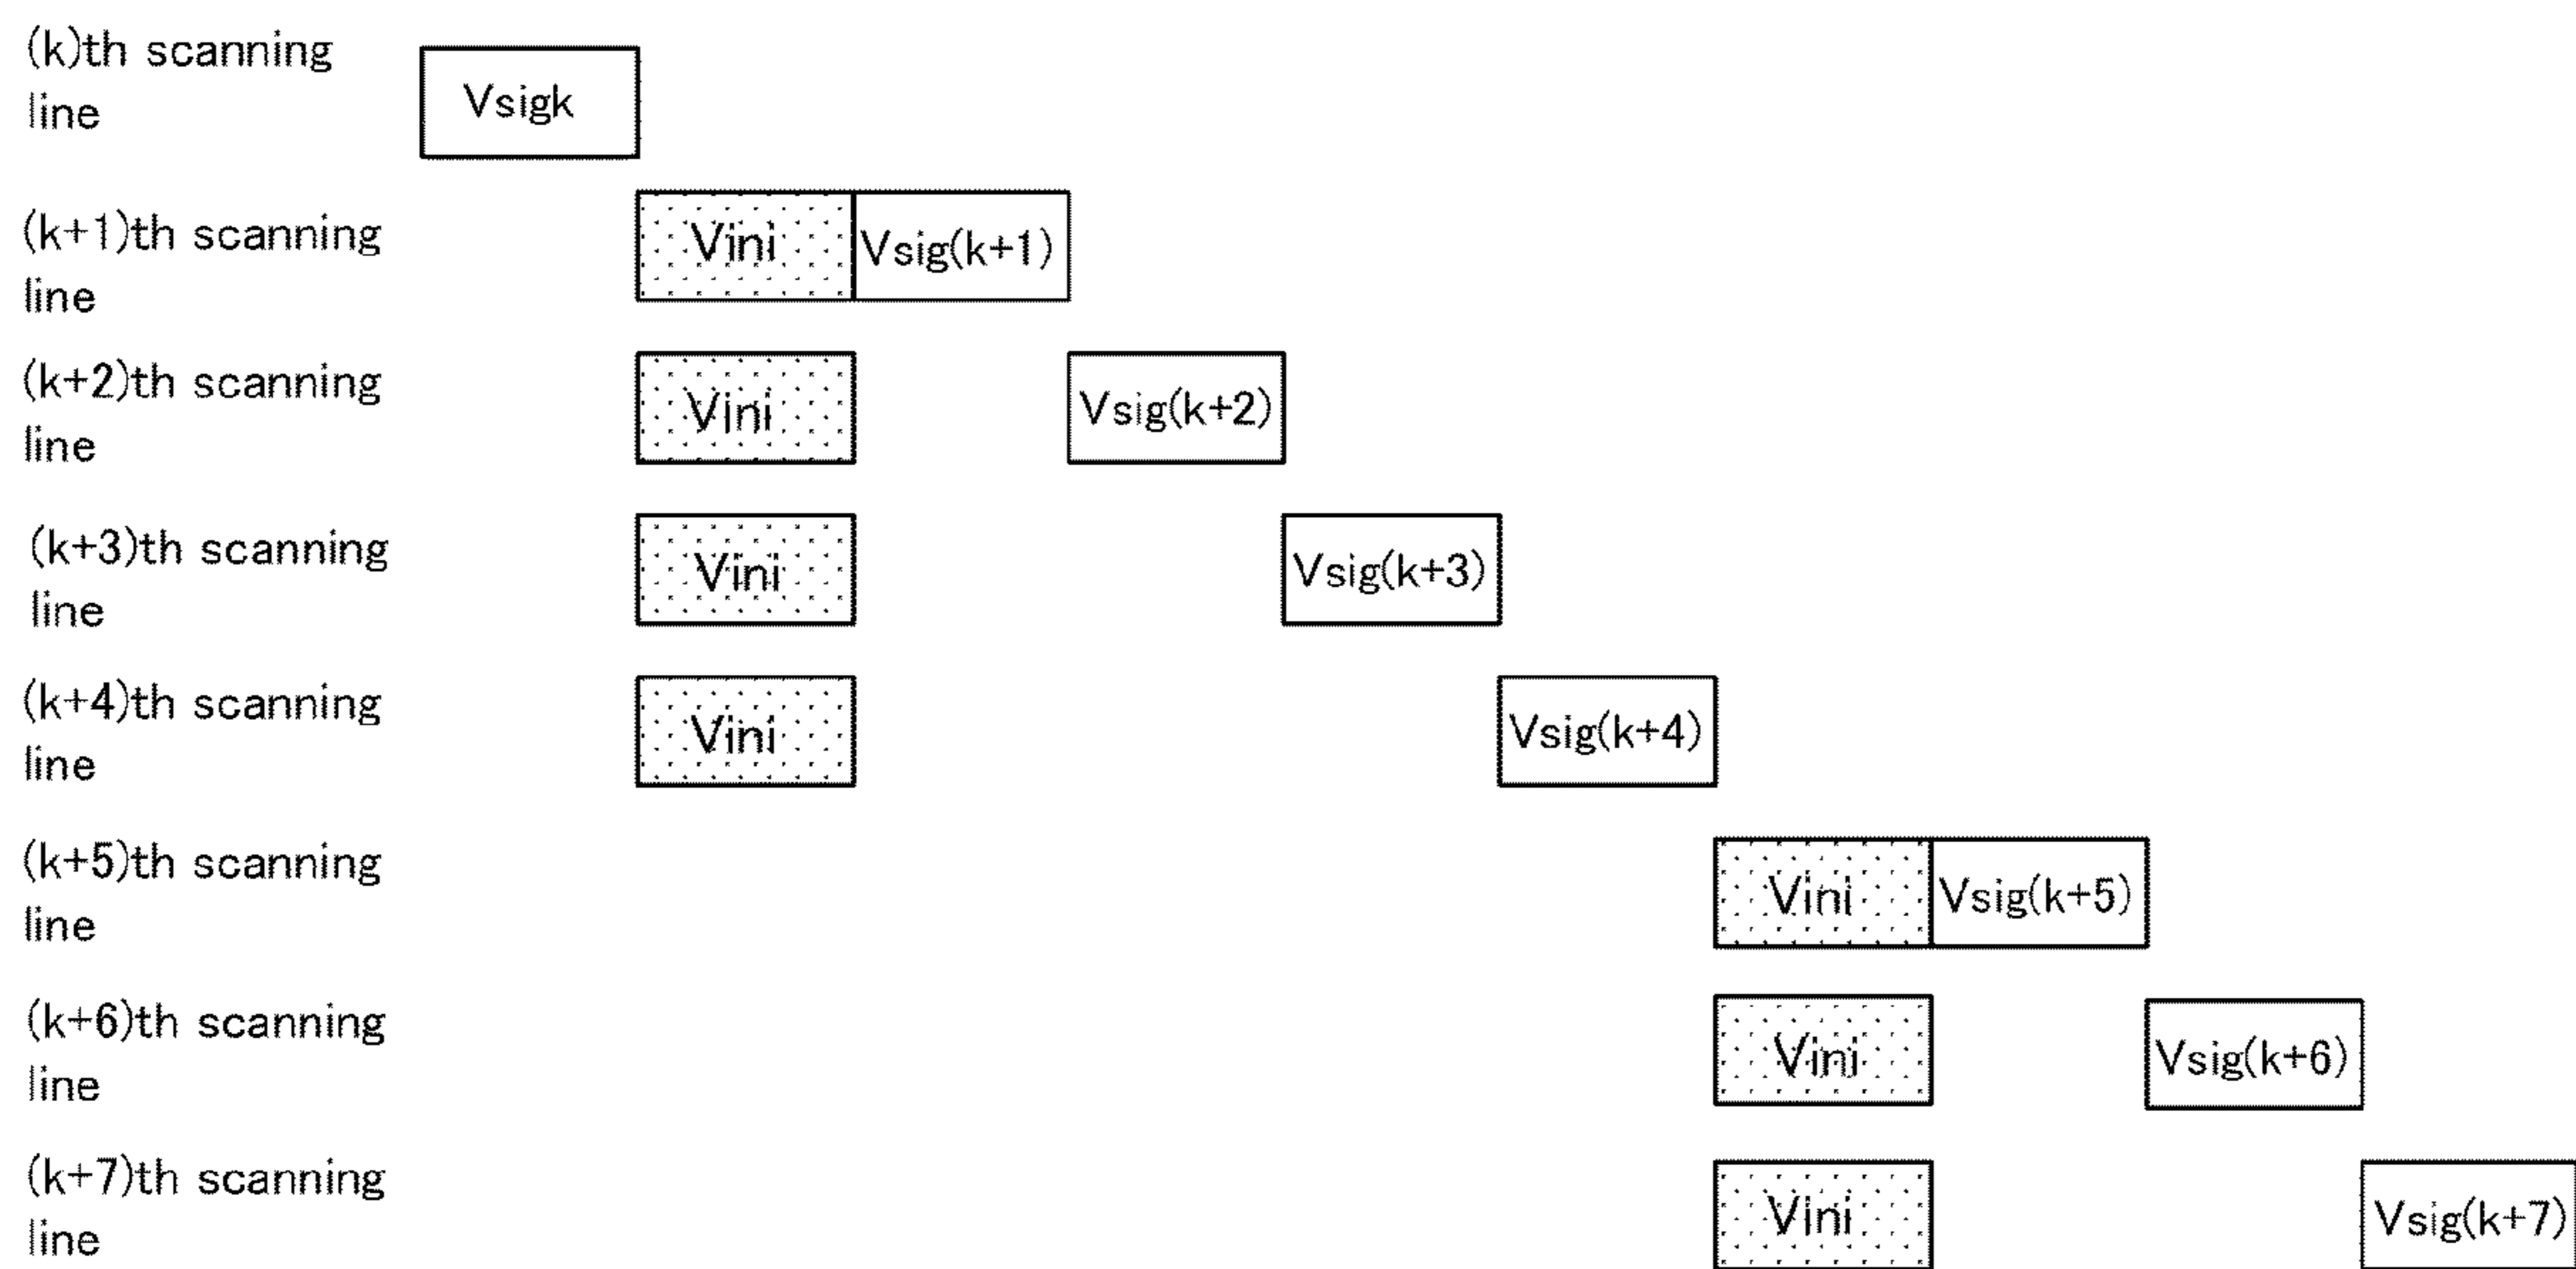 (k)th scanning
line
Vsigk
(k+1)th scanning
line
Vini
Vsig(k+1)
(k+2)th scanning
line
Vini
Vsig(k+2)
(k+3)th scanning
line
Vini
Vsig(k+3)
(k+4)th scanning
line
Vini
Vsig(k+4)
(k+5)th scanning
line
Vini
Vsig(k+5)
(k+6)th scanning
line
Vini
Vsig(k+6)
(k+7)th scanning
line
Vini
Vsig(k+7)